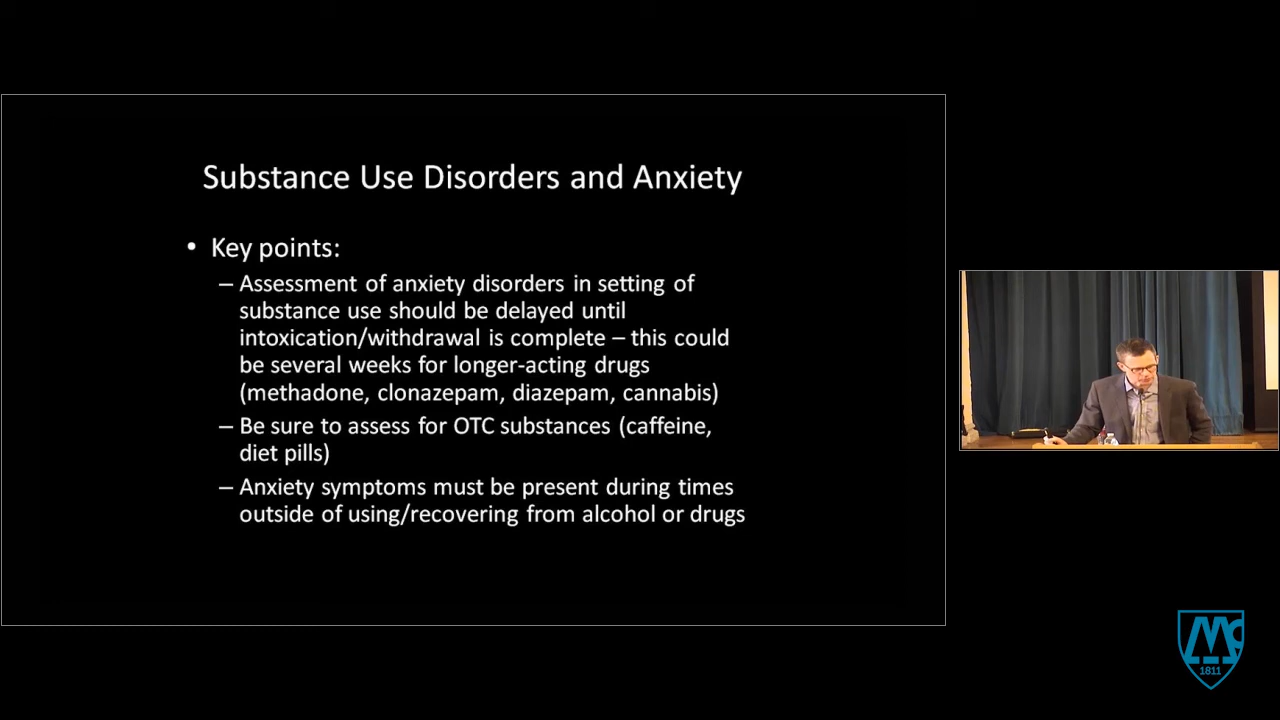 Substance Use Disorders and Anxiety
• Key points:
– Assessment of anxiety disorders in setting of
substance use should be delayed until
intoxication/withdrawal is complete – this could
be several weeks for longer-acting drugs
(methadone, clonazepam, diazepam, cannabis)
– Be sure to assess for OTC substances (caffeine,
diet pills)
– Anxiety symptoms must be present during times
outside of using/recovering from alcohol or drugs
Mc
1811